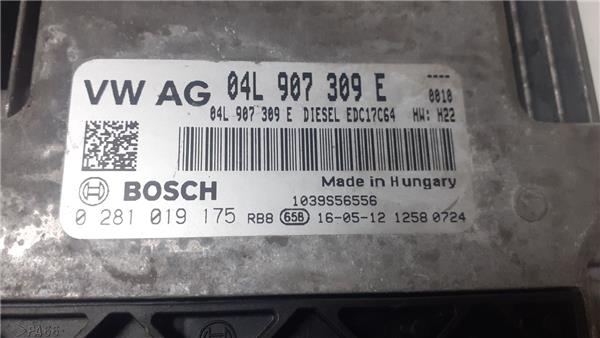 VW AG 04L 907 309 E ----
04L 907 309 E DIESEL EDC17C64 0010
HW: H22
BOSCH Made in Hungary
1039S56556
0 281 019 175 RB8 658 16-05-12 1258 0724
>PA66-